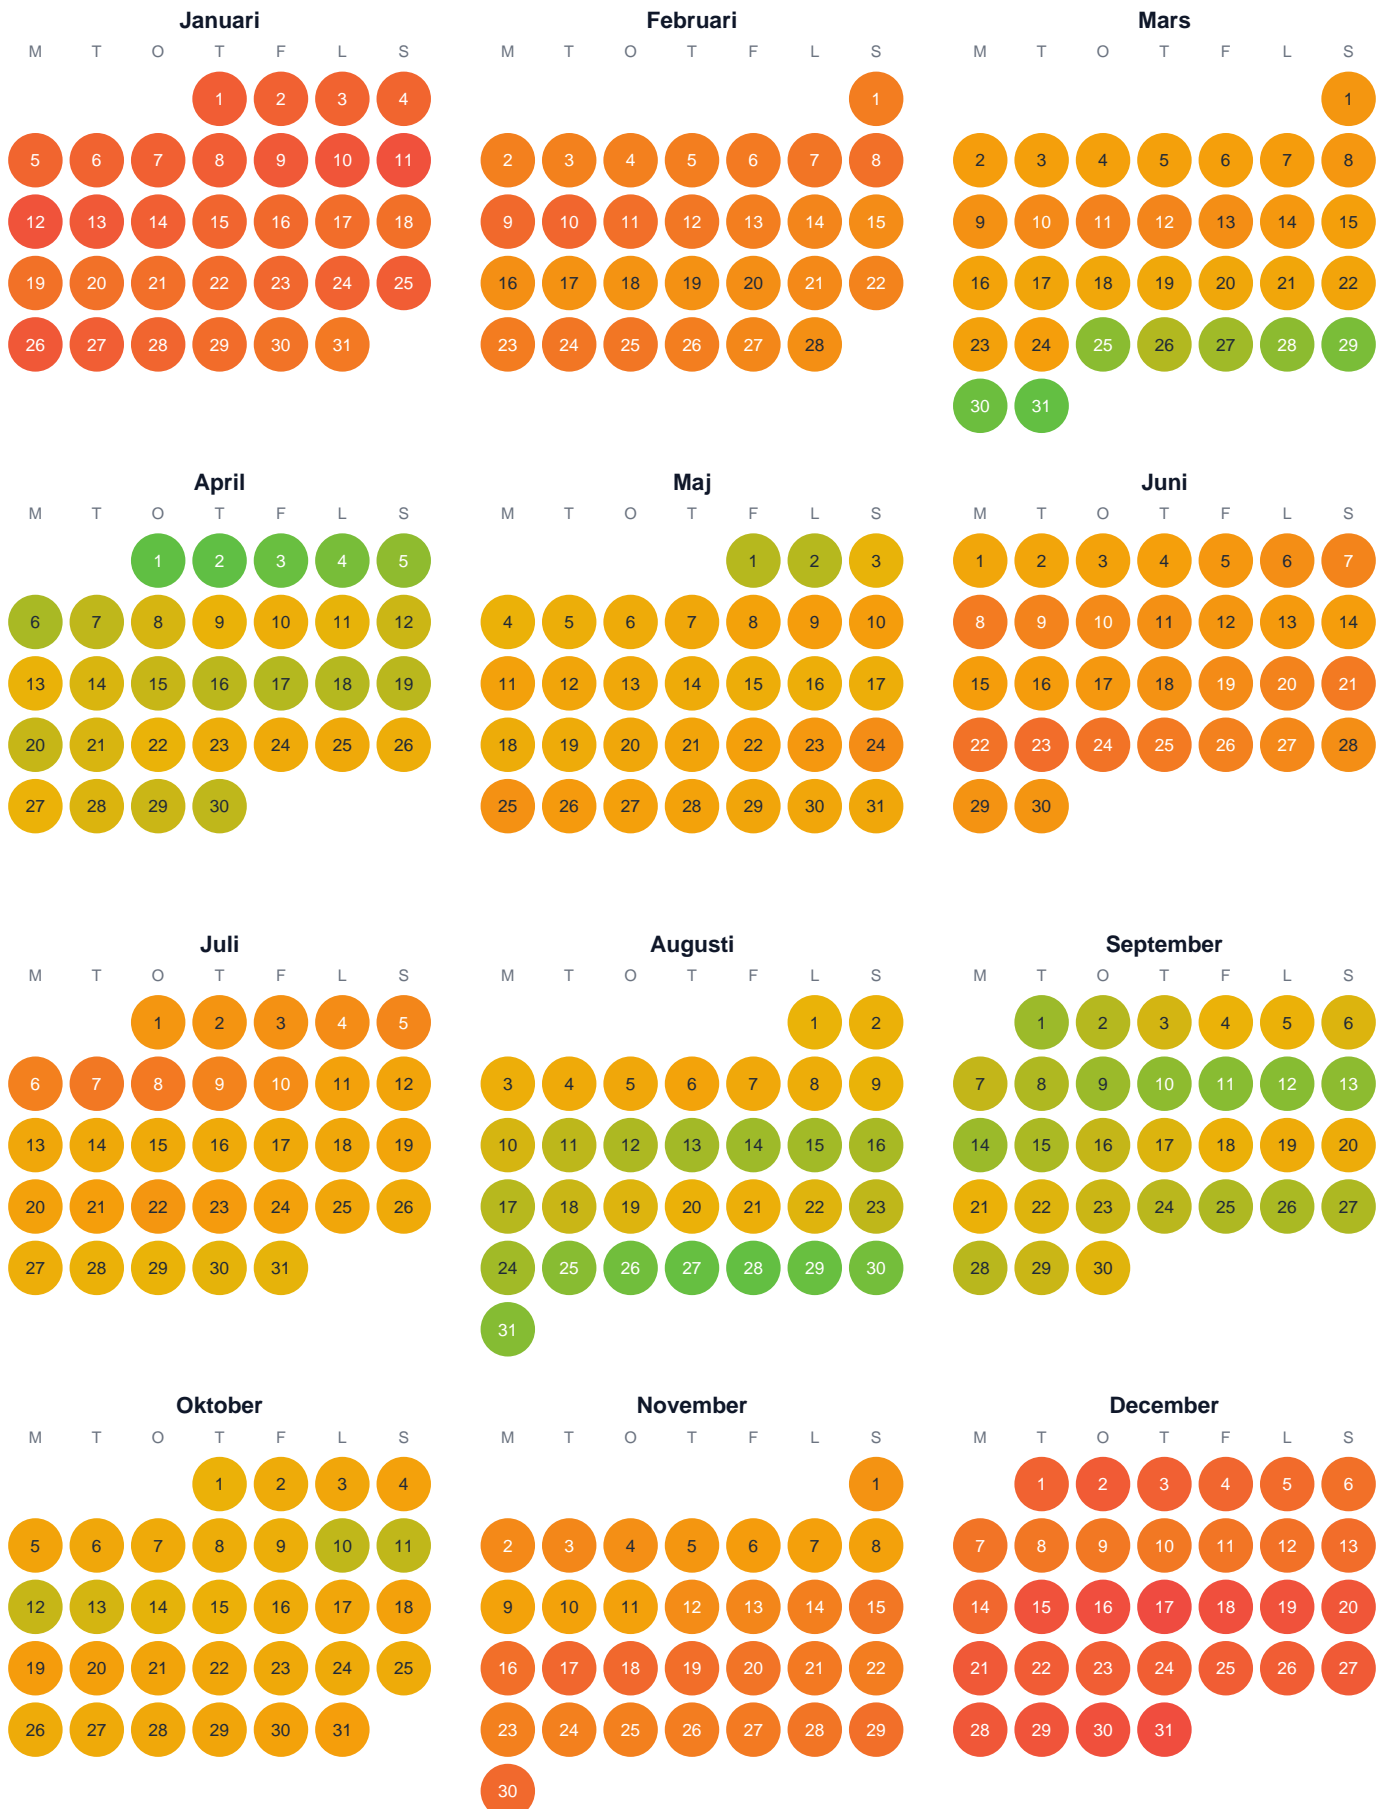 Januari Februari Mars
M T O T F L S M T O T F L S M T O T F L S
1 2 3 4 1 1
5 6 7 8 9 10 11 2 3 4 5 6 7 8 2 3 4 5 6 7 8
12 13 14 15 16 17 18 9 10 11 12 13 14 15 9 10 11 12 13 14 15
19 20 21 22 23 24 25 16 17 18 19 20 21 22 16 17 18 19 20 21 22
26 27 28 29 30 31 23 24 25 26 27 28 23 24 25 26 27 28 29
30 31
April Maj Juni
M T O T F L S M T O T F L S M T O T F L S
1 2 3 4 5 1 2 3 1 2 3 4 5 6 7
6 7 8 9 10 11 12 4 5 6 7 8 9 10 8 9 10 11 12 13 14
13 14 15 16 17 18 19 11 12 13 14 15 16 17 15 16 17 18 19 20 21
20 21 22 23 24 25 26 18 19 20 21 22 23 24 22 23 24 25 26 27 28
27 28 29 30 25 26 27 28 29 30 31 29 30
Juli Augusti September
M T O T F L S M T O T F L S M T O T F L S
1 2 3 4 5 1 2 1 2 3 4 5 6
6 7 8 9 10 11 12 3 4 5 6 7 8 9 7 8 9 10 11 12 13
13 14 15 16 17 18 19 10 11 12 13 14 15 16 14 15 16 17 18 19 20
20 21 22 23 24 25 26 17 18 19 20 21 22 23 21 22 23 24 25 26 27
27 28 29 30 31 24 25 26 27 28 29 30 28 29 30
31
Oktober November December
M T O T F L S M T O T F L S M T O T F L S
1 2 3 4 1 1 2 3 4 5 6
5 6 7 8 9 10 11 2 3 4 5 6 7 8 7 8 9 10 11 12 13
12 13 14 15 16 17 18 9 10 11 12 13 14 15 14 15 16 17 18 19 20
19 20 21 22 23 24 25 16 17 18 19 20 21 22 21 22 23 24 25 26 27
26 27 28 29 30 31 23 24 25 26 27 28 29 28 29 30 31
30